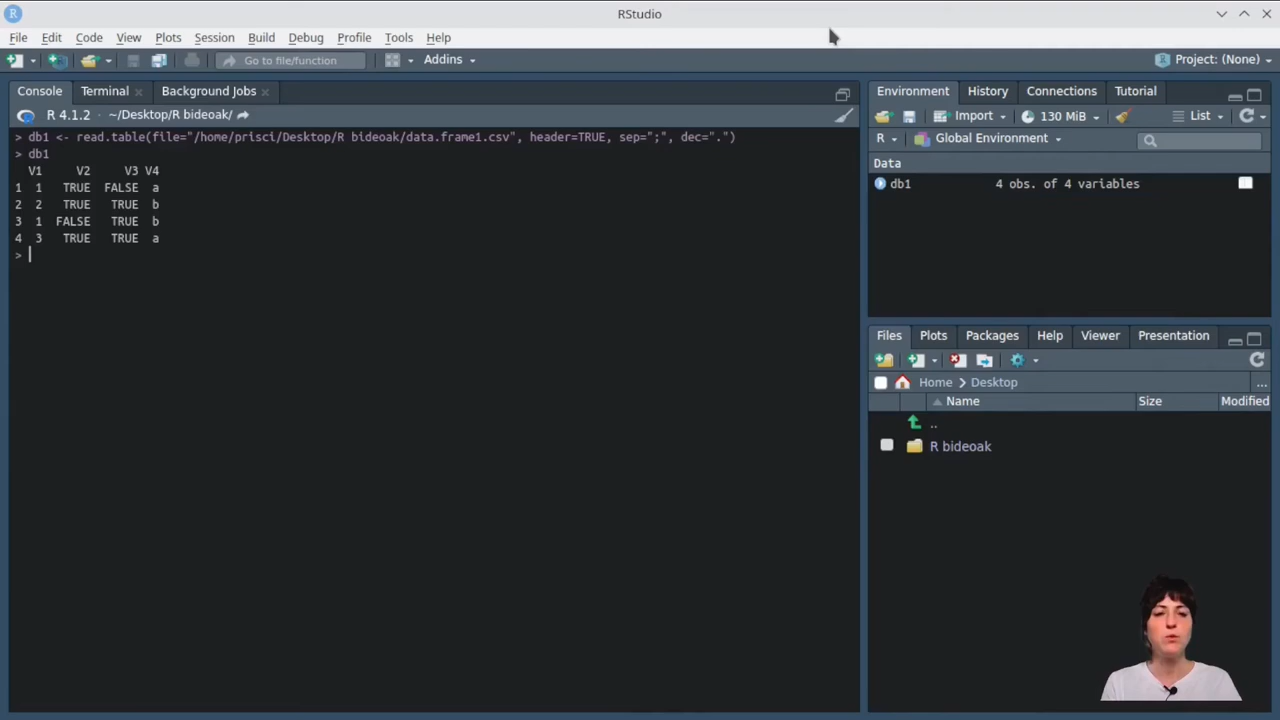 RStudio
File Edit Code View Plots Session Build Debug Profile Tools Help
Go to file/function Addins Project: (None)
Console Terminal Background Jobs
R 4.1.2 · ~/Desktop/R bideoak/
> db1 <- read.table(file="/home/prisci/Desktop/R bideoak/data.frame1.csv", header=TRUE, sep=";", dec=".")
> db1
V1 V2 V3 V4
1 1 TRUE FALSE a
2 2 TRUE TRUE b
3 1 FALSE TRUE b
4 3 TRUE TRUE a
>
Environment History Connections Tutorial
Import 130 MiB List
R Global Environment
Data
db1 4 obs. of 4 variables
Files Plots Packages Help Viewer Presentation
Home > Desktop ...
Name Size Modified
..
R bideoak